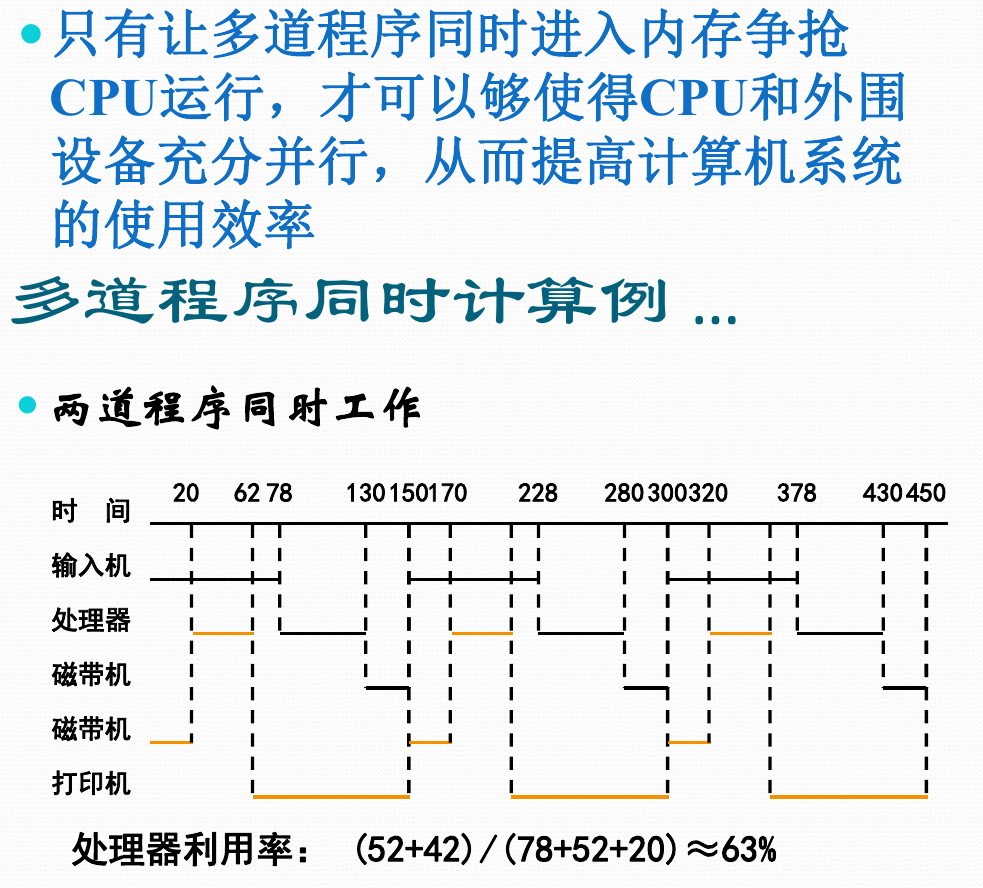 只有让多道程序同时进入内存争抢
CPU运行，才可以够使得CPU和外围
设备充分并行，从而提高计算机系统
的使用效率
多道程序同时计算例 ...
两道程序同时工作
20 62 78 130 150 170 228 280 300 320 378 430 450
时 间
输入机
处理器
磁带机
磁带机
打印机
处理器利用率： (52+42)/(78+52+20)≈63%